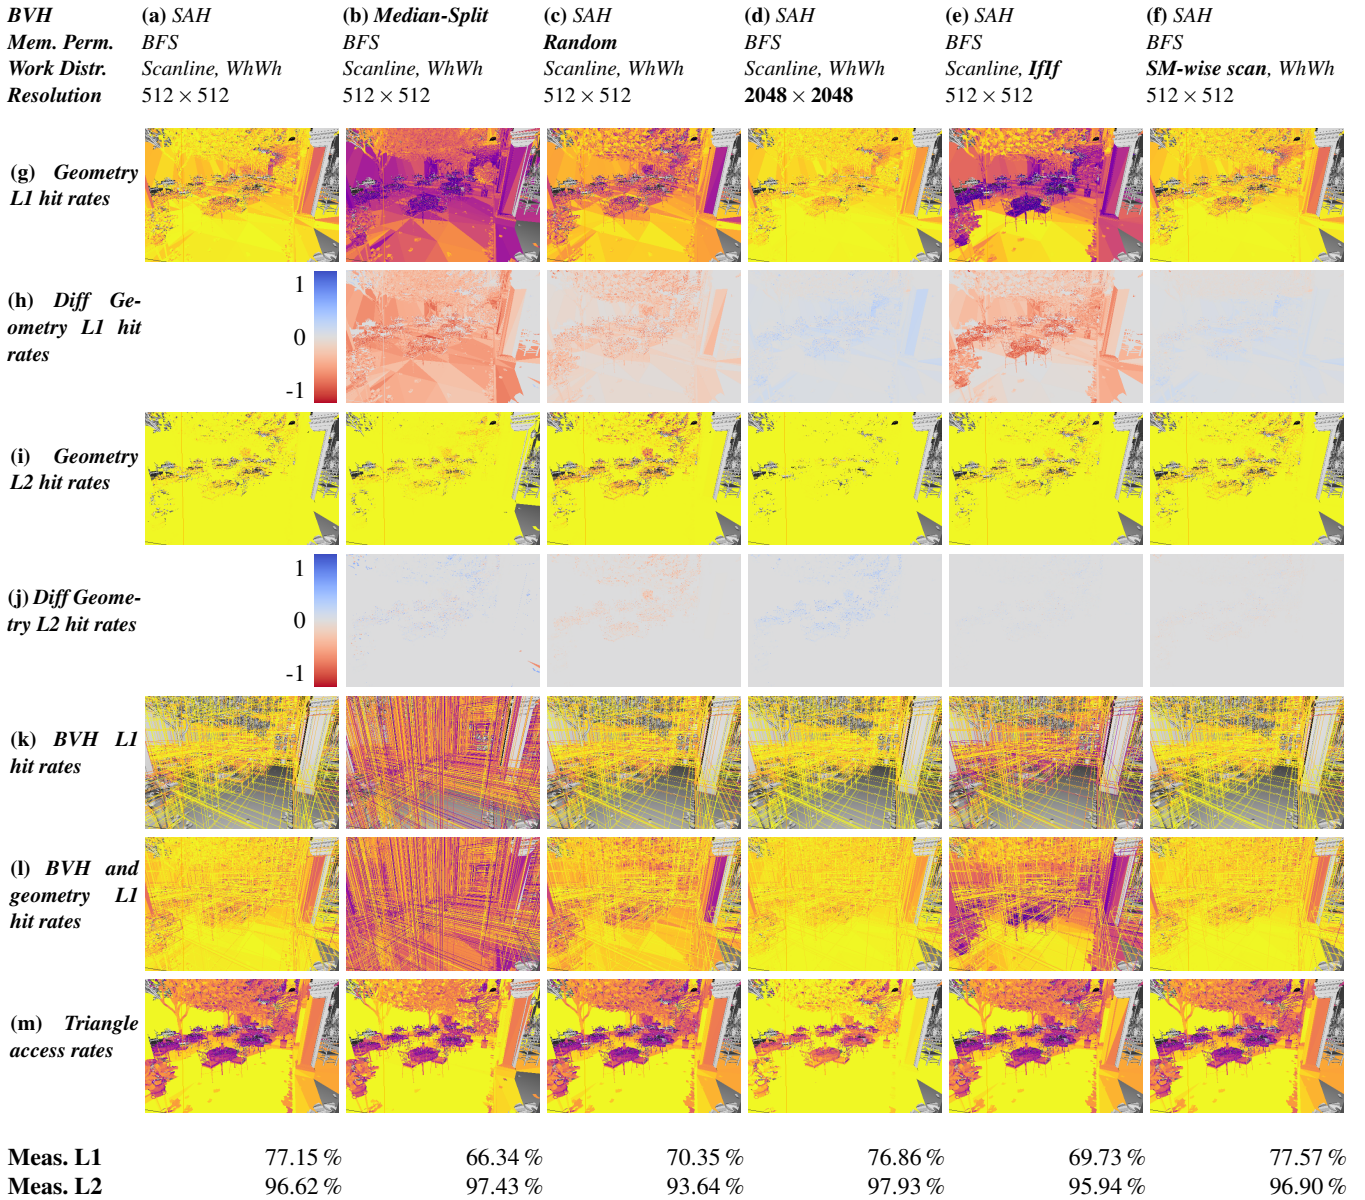 BVH (a) SAH (b) Median-Split (c) SAH (d) SAH (e) SAH (f) SAH
Mem. Perm. BFS BFS Random BFS BFS BFS
Work Distr. Scanline, WhWh Scanline, WhWh Scanline, WhWh Scanline, WhWh Scanline, IfIf SM-wise scan, WhWh
Resolution 512 × 512 512 × 512 512 × 512 2048 × 2048 512 × 512 512 × 512
(g) Geometry
L1 hit rates
(h) Diff Ge-
ometry L1 hit
rates
1
0
-1
(i) Geometry
L2 hit rates
(j) Diff Geome-
try L2 hit rates
1
0
-1
(k) BVH L1
hit rates
(l) BVH and
geometry L1
hit rates
(m) Triangle
access rates
Meas. L1 77.15 % 66.34 % 70.35 % 76.86 % 69.73 % 77.57 %
Meas. L2 96.62 % 97.43 % 93.64 % 97.93 % 95.94 % 96.90 %